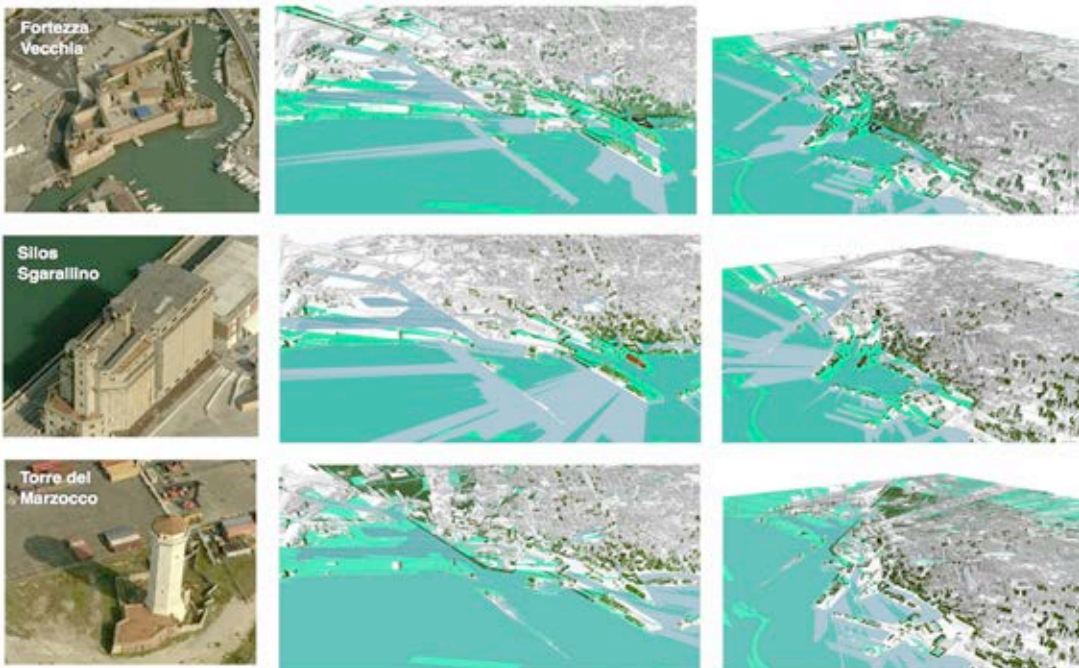 Fortezza
Vecchia
Silos
Sgarallino
Torre del
Marzocco